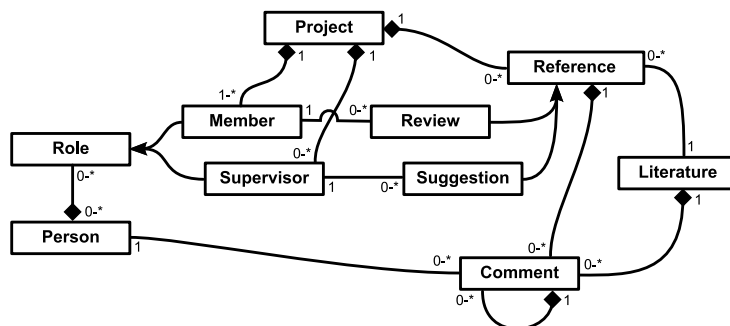 Project
1
1
1
0-*
Reference
0-*
1
1-*
Member
1
0-*
Review
Role
0-*
0-*
Supervisor
1
0-*
Suggestion
1
Literature
1
0-*
Person
1
0-*
0-*
Comment
0-*
0-*
1